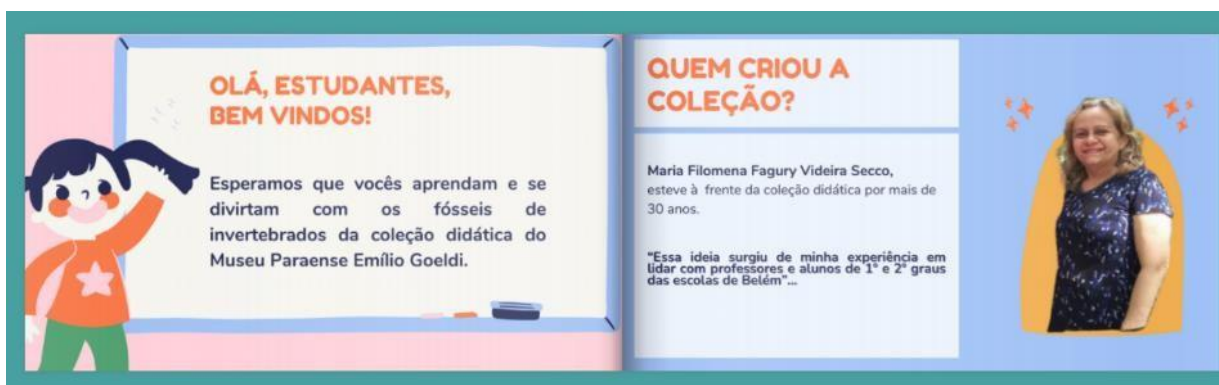 OLÁ, ESTUDANTES,
BEM VINDOS!
Esperamos que vocês aprendam e se
divirtam com os fósseis de
invertebrados da coleção didática do
Museu Paraense Emílio Goeldi.
QUEM CRIOU A
COLEÇÃO?
Maria Filomena Fagury Videira Secco,
esteve à frente da coleção didática por mais de
30 anos.
"Essa ideia surgiu de minha experiência em
lidar com professores e alunos de 1° e 2° graus
das escolas de Belém"...